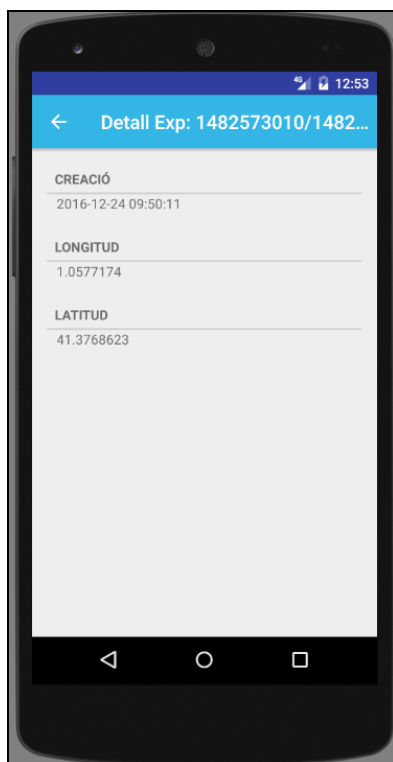 4G 12:53
Detall Exp: 1482573010/1482...
CREACIÓ
2016-12-24 09:50:11
LONGITUD
1.0577174
LATITUD
41.3768623